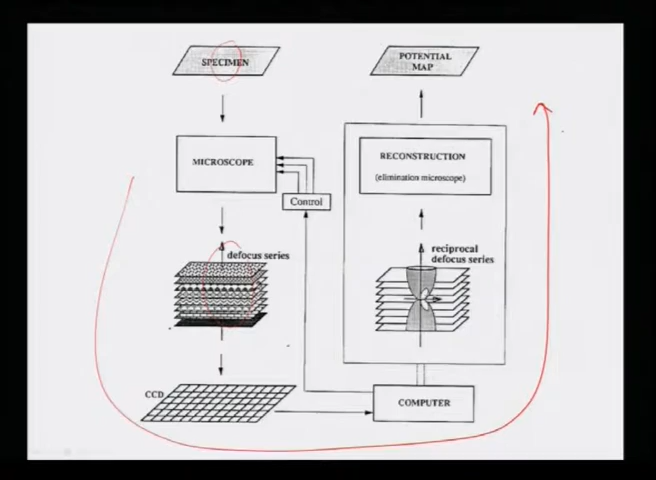 SPECIMEN
MICROSCOPE
Control
defocus series
CCD
COMPUTER
reciprocal
defocus series
RECONSTRUCTION
(elimination microscope)
POTENTIAL
MAP